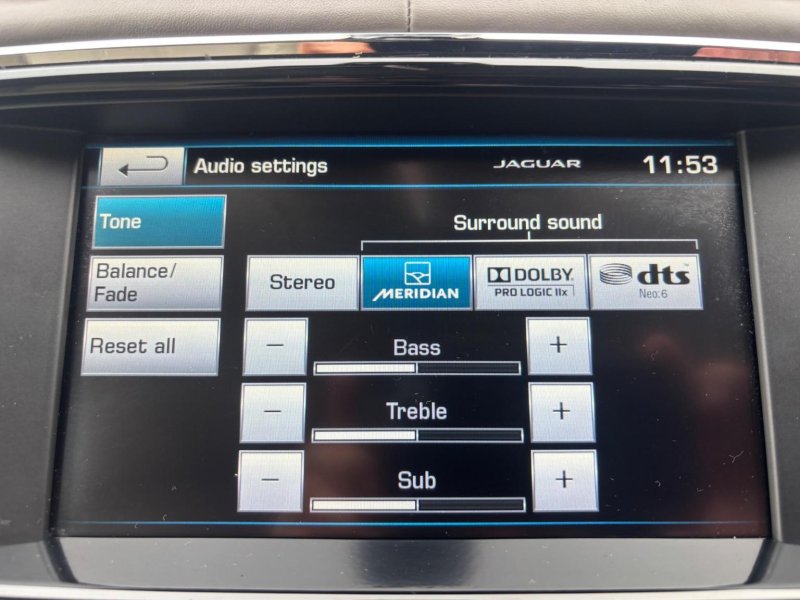 Audio settings
JAGUAR
11:53
Tone
Surround sound
Balance/
Fade
Stereo
MERIDIAN
DOLBY
PRO LOGIC IIx
dts
Neo:6
Reset all
− Bass +
− Treble +
− Sub +